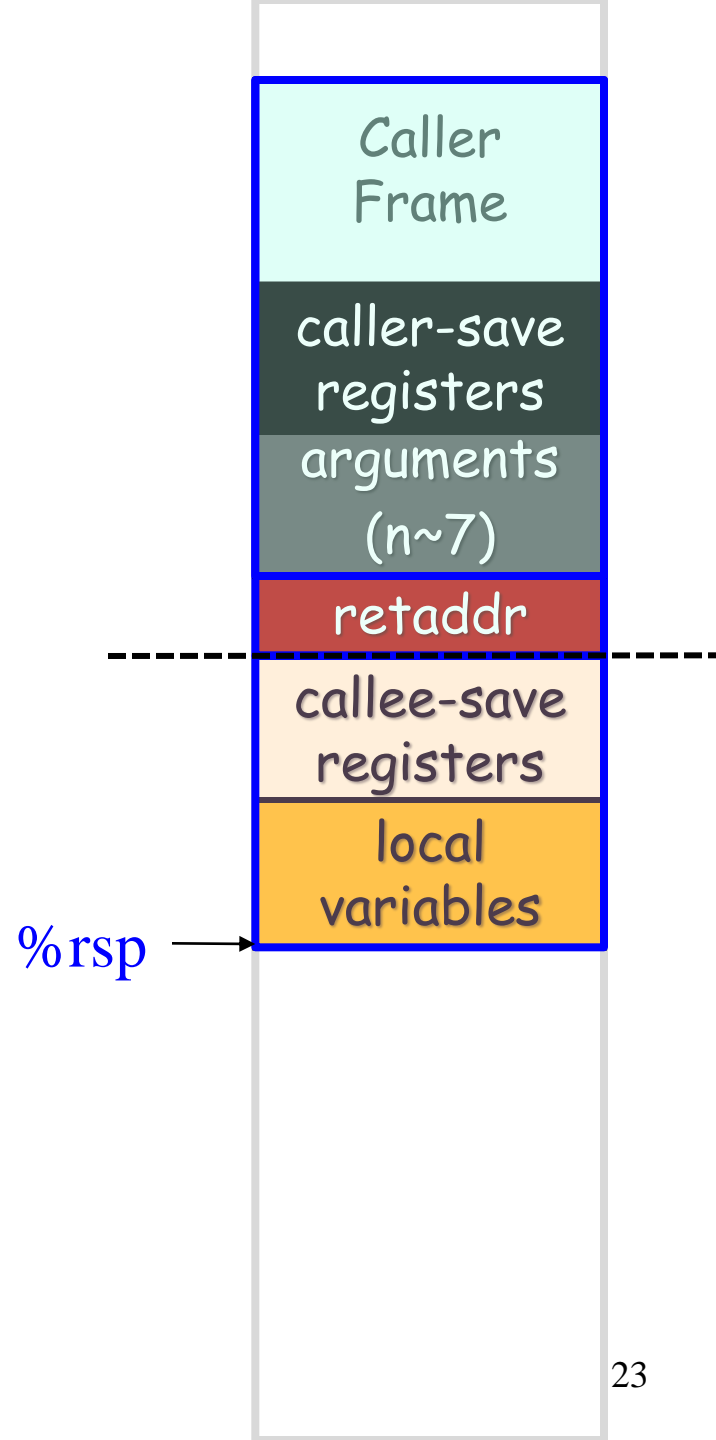 Caller
Frame
caller-save
registers
arguments
(n~7)
retaddr
callee-save
registers
local
variables
%rsp
23